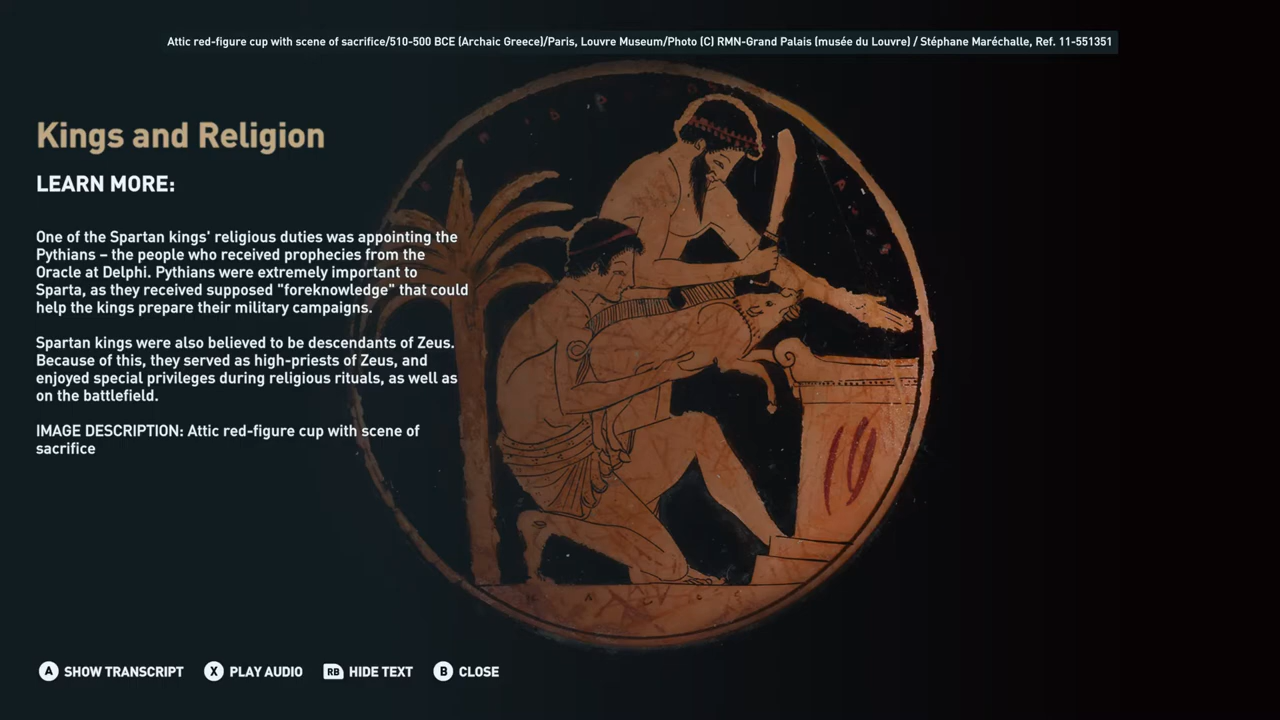 Attic red-figure cup with scene of sacrifice/510-500 BCE (Archaic Greece)/Paris, Louvre Museum/Photo (C) RMN-Grand Palais (musée du Louvre) / Stéphane Maréchalle, Ref. 11-551351
Kings and Religion
LEARN MORE:
One of the Spartan kings' religious duties was appointing the
Pythians – the people who received prophecies from the
Oracle at Delphi. Pythians were extremely important to
Sparta, as they received supposed "foreknowledge" that could
help the kings prepare their military campaigns.
Spartan kings were also believed to be descendants of Zeus.
Because of this, they served as high-priests of Zeus, and
enjoyed special privileges during religious rituals, as well as
on the battlefield.
IMAGE DESCRIPTION: Attic red-figure cup with scene of
sacrifice
A SHOW TRANSCRIPT X PLAY AUDIO RB HIDE TEXT B CLOSE